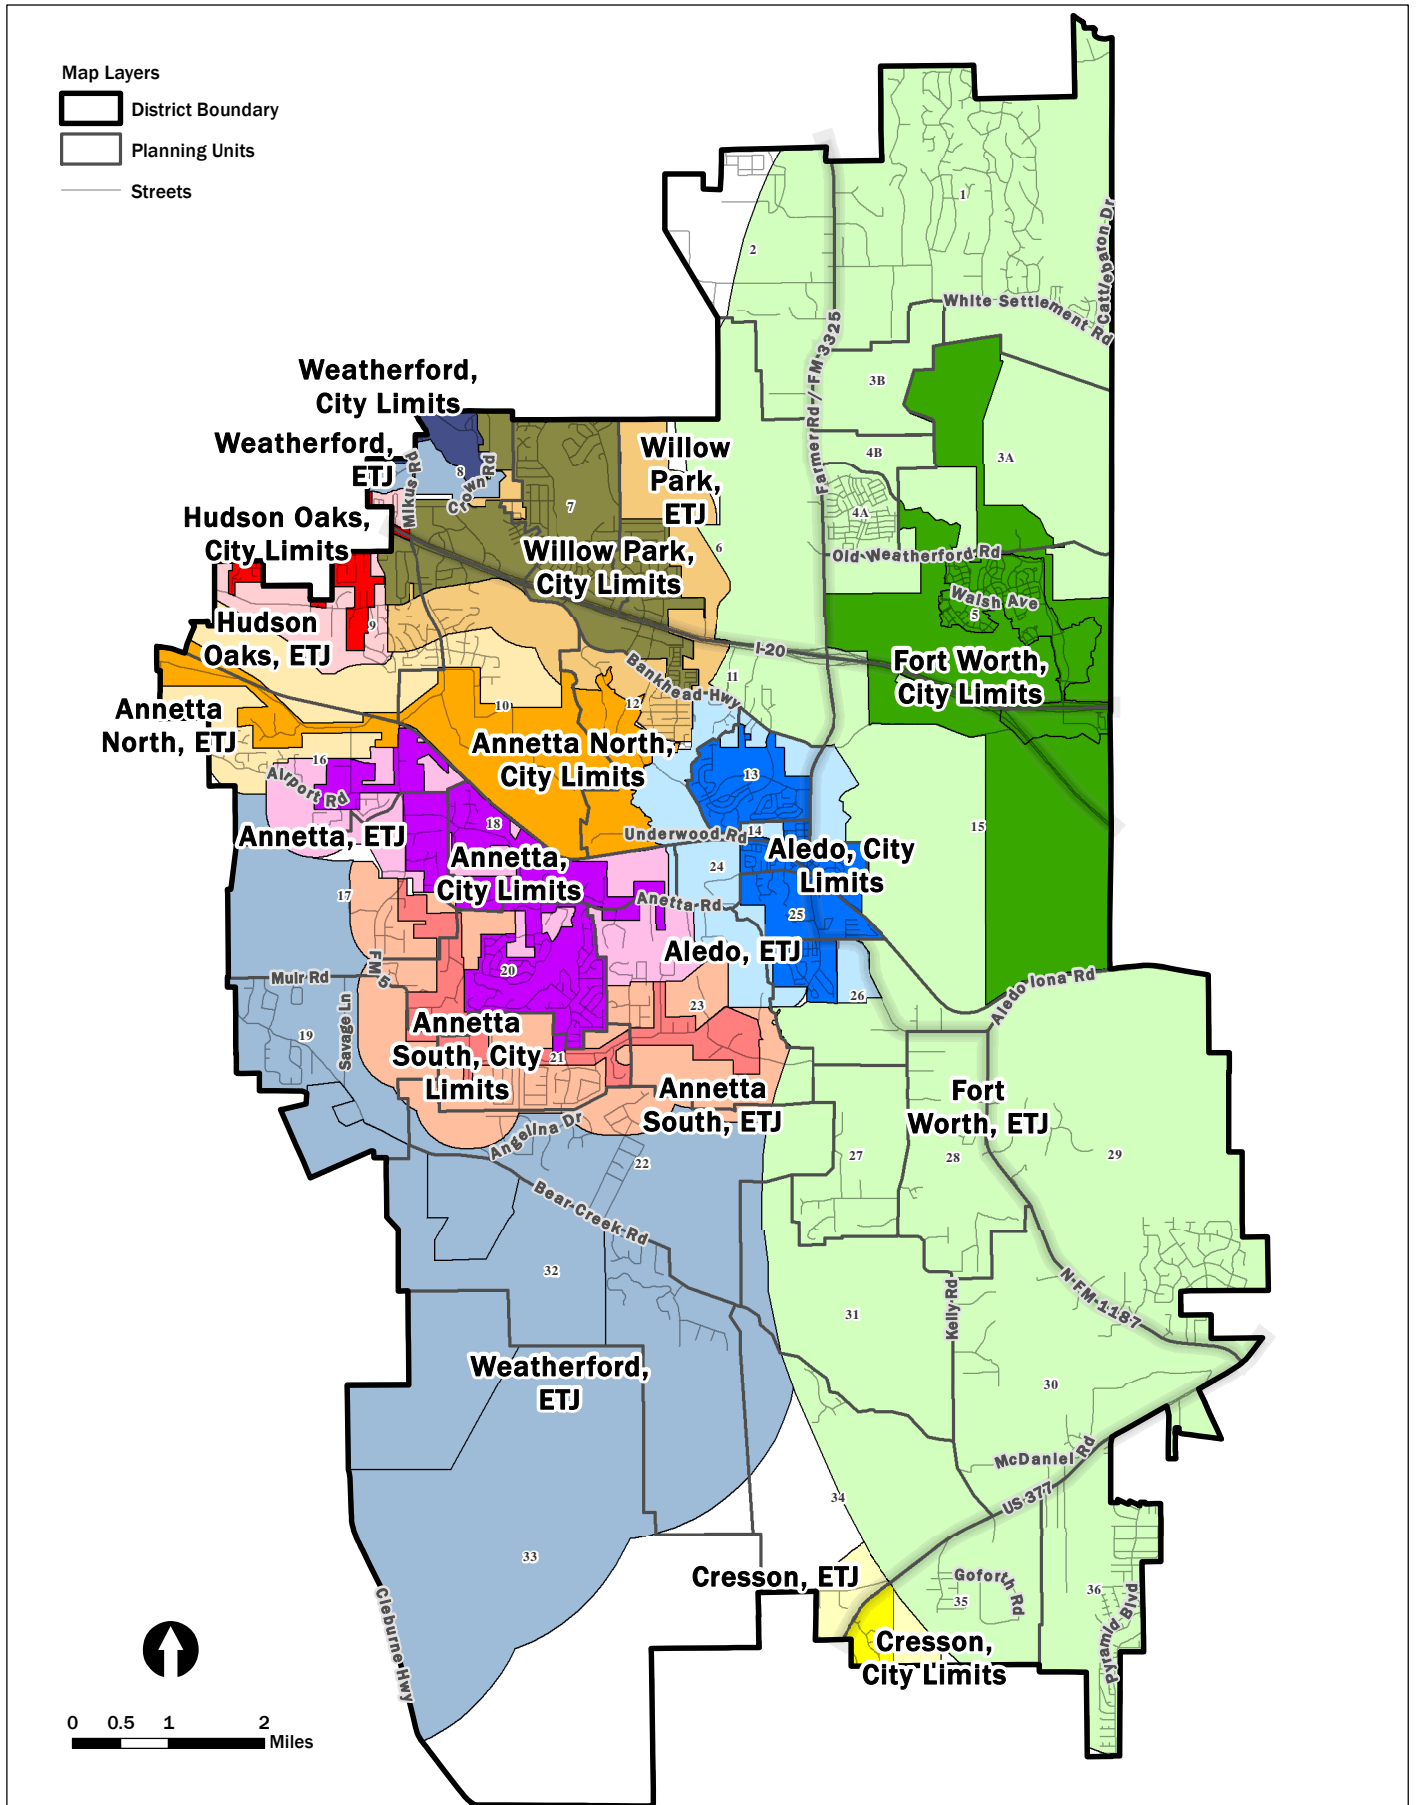 Map Layers
District Boundary
Planning Units
Streets
1
Cattlebaron Dr
2
White Settlement
Rd
Farmer Rd / FM 3325
3B
Weatherford,
City Limits
Weatherford,
ETJ
Mikus Rd
8
Crown Rd
Willow
Park,
ETJ
4B
3A
7
4A
Hudson Oaks,
City Limits
Willow Park,
City Limits
6
Old Weatherford Rd
Walsh Ave
5
Hudson
Oaks, ETJ
9
I-20
Fort Worth,
City Limits
Bankhead Hwy
11
Annetta
North, ETJ
10
12
Annetta North,
City Limits
16
Airport Rd
13
Annetta, ETJ
18
Underwood Rd
14
15
Annetta,
City Limits
24
Aledo, City
Limits
17
Anetta Rd
25
FM 5
20
Aledo, ETJ
Muir Rd
26
Aledo Iona Rd
Savage Ln
19
23
Annetta
South, City
Limits
21
Annetta
South, ETJ
Fort
Worth, ETJ
Angelina Dr
22
27
28
29
Bear Creek Rd
32
31
Kelly Rd
N FM 1187
Weatherford,
ETJ
30
McDaniel Rd
34
US 377
33
Cresson, ETJ
Goforth Rd
35
36
Pyramid Blvd
Cleburne Hwy
Cresson,
City Limits
0 0.5 1 2
Miles